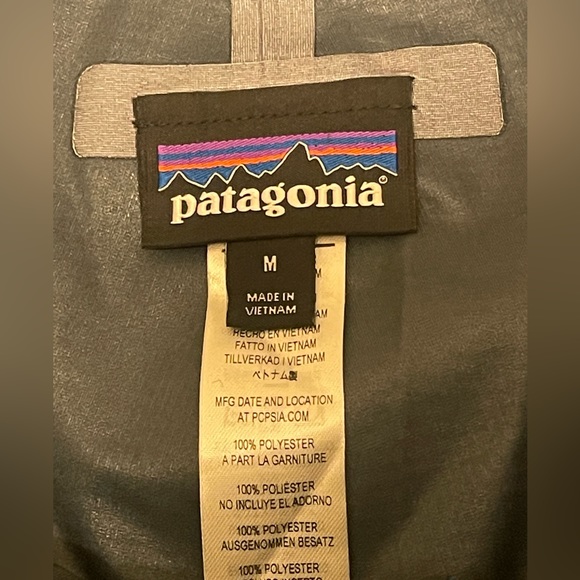 patagonia
M
MADE IN
VIETNAM
M
AM
HECHO EN VIETNAM
FATTO IN VIETNAM
TILLVERKAD I VIETNAM
ベトナム製
MFG DATE AND LOCATION
AT PCPSIA.COM
100% POLYESTER
A PART LA GARNITURE
100% POLIÉSTER
NO INCLUYE EL ADORNO
100% POLYESTER
AUSGENOMMEN BESATZ
100% POLIESTERE